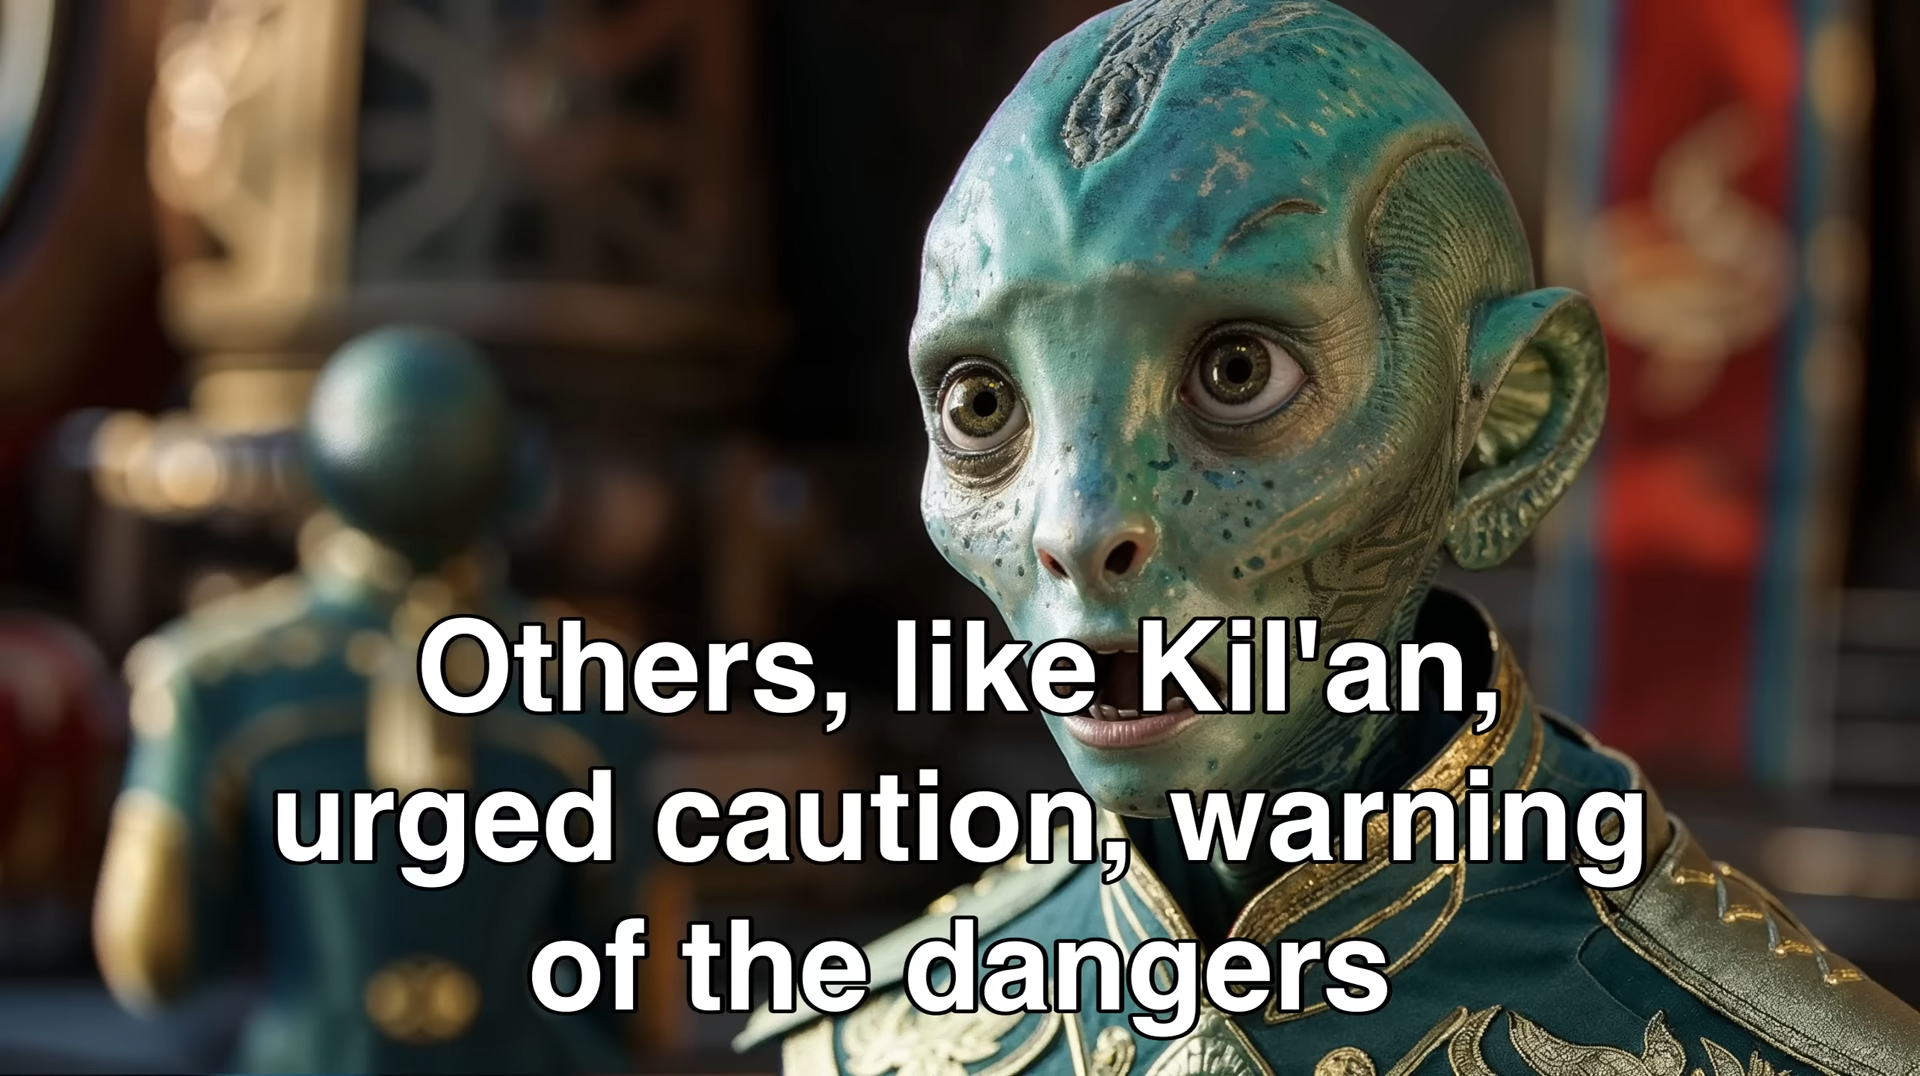 Others, like Kil'an,
urged caution, warning
of the dangers